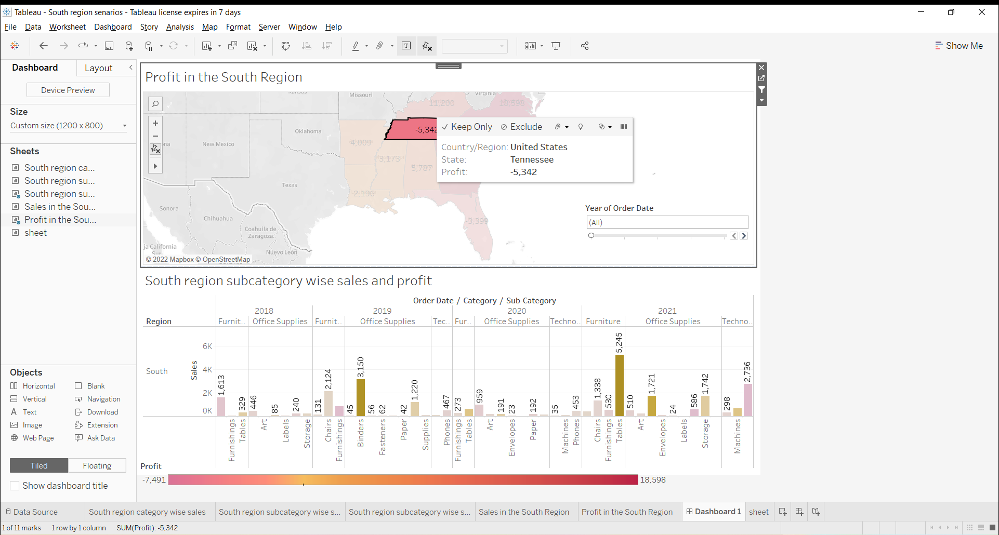 Tableau - South region senarios - Tableau license expires in 7 days
File Data Worksheet Dashboard Story Analysis Map Format Server Window Help
Show Me
Dashboard
Layout
Device Preview
Size
Custom size (1200 x 800)
Sheets
South region ca...
South region su...
South region su...
Sales in the Sou...
Profit in the Sou...
sheet
Objects
Horizontal
Blank
Vertical
Navigation
Text
Download
Image
Extension
Web Page
Ask Data
Tiled
Floating
Show dashboard title
Profit in the South Region
Missouri
Virginia
11,200
18,598
Oklahoma
New Mexico
-5,342
4,009
3,173
5,787
Texas
2,196
Sonora
Chihuahua
Coahuila de
Zaragoza
ja California
Sur
Nuevo León
-3,399
© 2022 Mapbox © OpenStreetMap
Keep Only Exclude
Country/Region: United States
State: Tennessee
Profit: -5,342
Year of Order Date
(All)
South region subcategory wise sales and profit
Order Date / Category / Sub-Category
2018 2019 2020 2021
Region
Furnit.. Office Supplies Furnit.. Office Supplies Tec.. Fur.. Office Supplies Techno.. Furniture Office Supplies Techno..
South
Sales
6K
4K
2K
0K
1,613 329 446 85 240 131 2,124 45 3,150 56 62 42 1,220 467 273 959 191 23 192 35 453 1,338 530 5,245 510 1,721 24 586 1,742 298 2,736
Furnishings Tables Art Labels Storage Chairs Furnishings Binders Fasteners Paper Supplies Phones Furnishings Tables Art Envelopes Paper Machines Phones Chairs Furnishings Tables Art Envelopes Labels Storage Machines
Profit
-7,491
18,598
Data Source
South region category wise sales
South region subcategory wise s...
South region subcategory wise s...
Sales in the South Region
Profit in the South Region
Dashboard 1
sheet
1 of 11 marks 1 row by 1 column SUM(Profit): -5,342